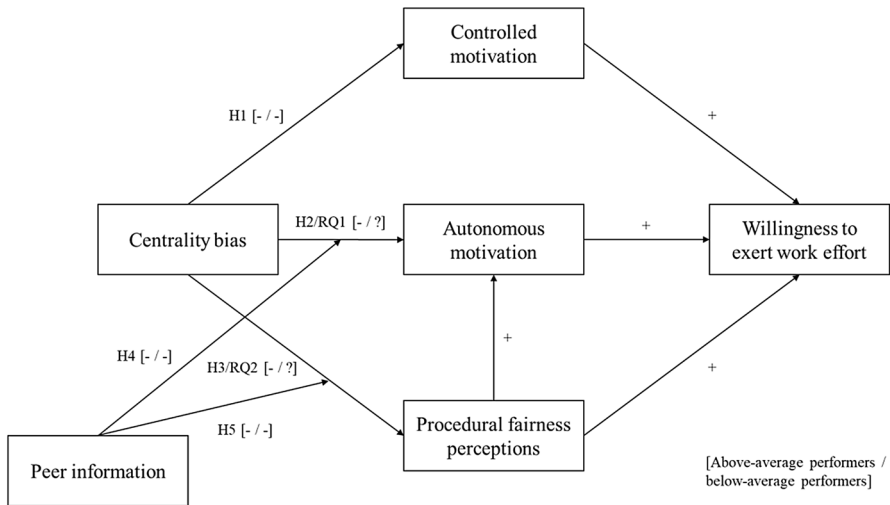 Controlled
motivation
H1 [- / -]
+
Centrality bias
H2/RQ1 [- / ?]
Autonomous
motivation
+
Willingness to
exert work effort
H4 [- / -]
H3/RQ2 [- / ?]
+
+
H5 [- / -]
Peer information
Procedural fairness
perceptions
[Above-average performers /
below-average performers]